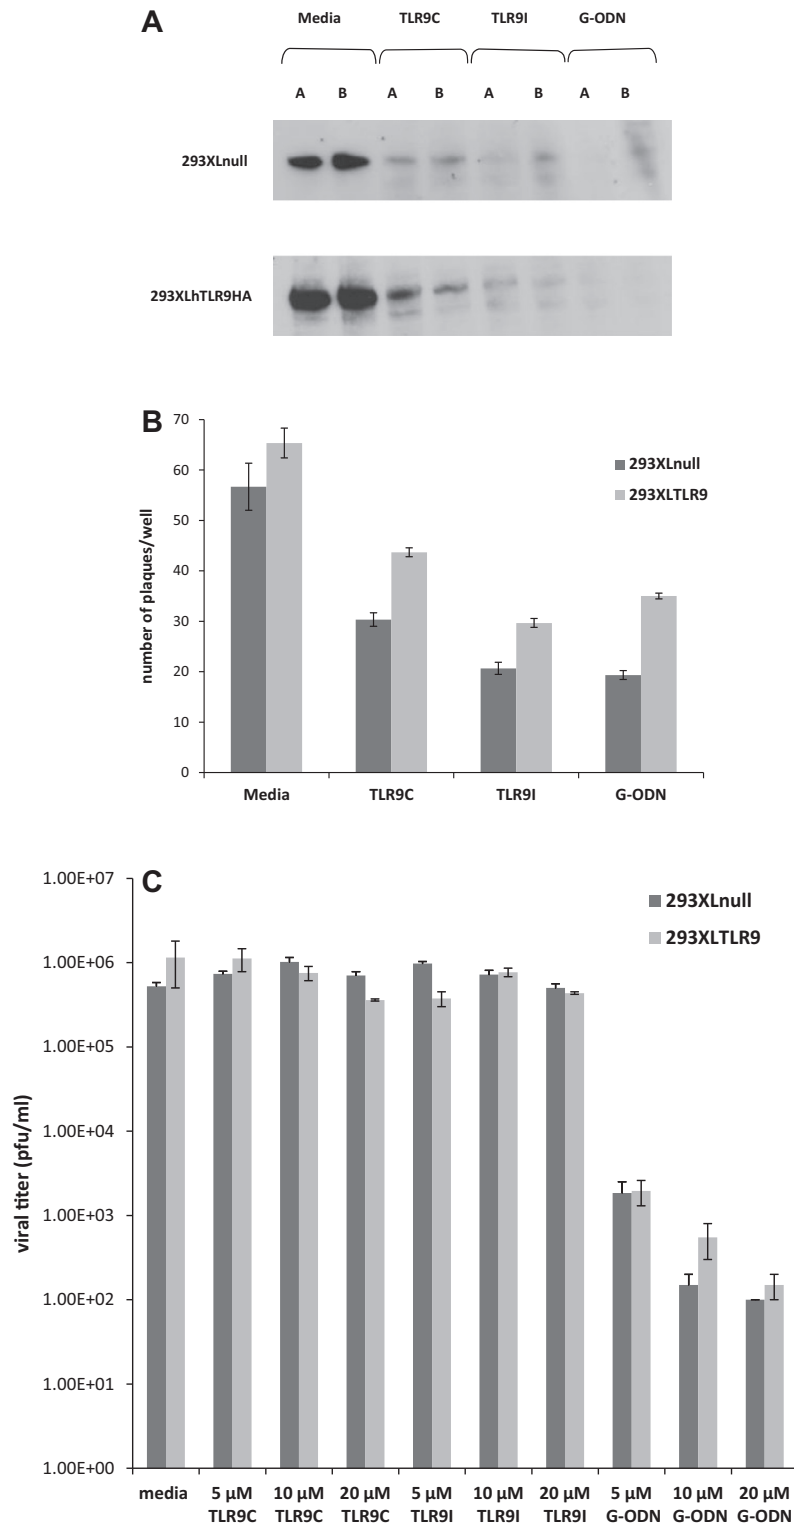 A
Media TLR9C TLR9I G-ODN
A B A B A B A B
293XLnull
293XLhTLR9HA
B
70
60
50
40
30
20
10
0
number of plaques/well
293XLnull
293XLTLR9
Media TLR9C TLR9I G-ODN
C
1.00E+07
1.00E+06
1.00E+05
1.00E+04
1.00E+03
1.00E+02
1.00E+01
1.00E+00
viral titer (pfu/ml)
293XLnull
293XLTLR9
media 5 µM 10 µM 20 µM 5 µM 10 µM 20 µM 5 µM 10 µM 20 µM
TLR9C TLR9C TLR9C TLR9I TLR9I TLR9I G-ODN G-ODN G-ODN